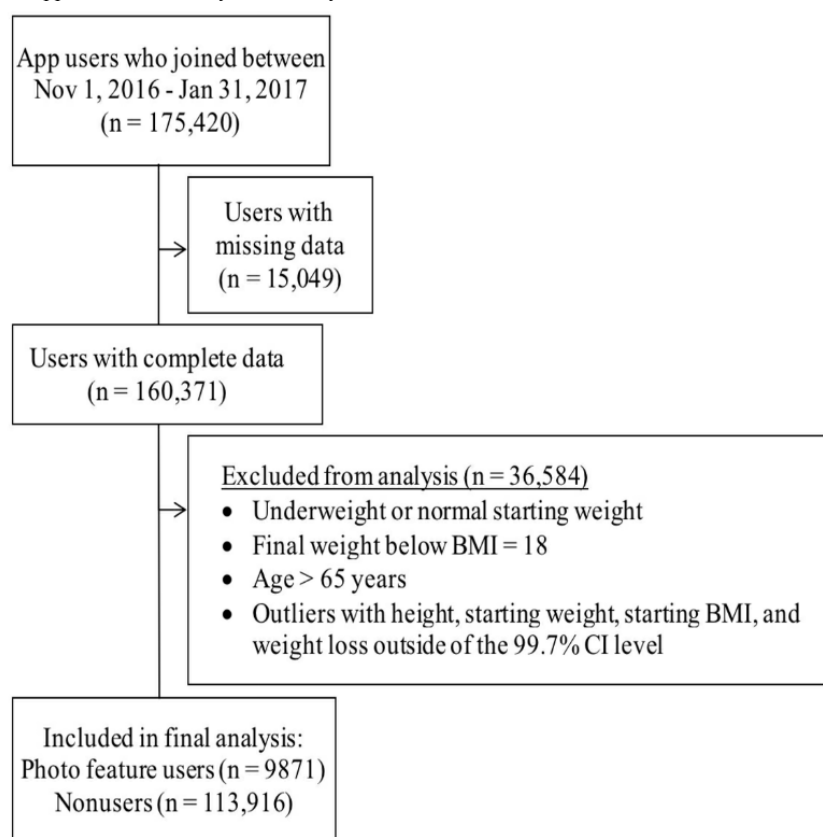 App users who joined between
Nov 1, 2016 - Jan 31, 2017
(n = 175,420)
Users with
missing data
(n = 15,049)
Users with complete data
(n = 160,371)
Excluded from analysis (n = 36,584)
• Underweight or normal starting weight
• Final weight below BMI = 18
• Age > 65 years
• Outliers with height, starting weight, starting BMI, and
weight loss outside of the 99.7% CI level
Included in final analysis:
Photo feature users (n = 9871)
Nonusers (n = 113,916)